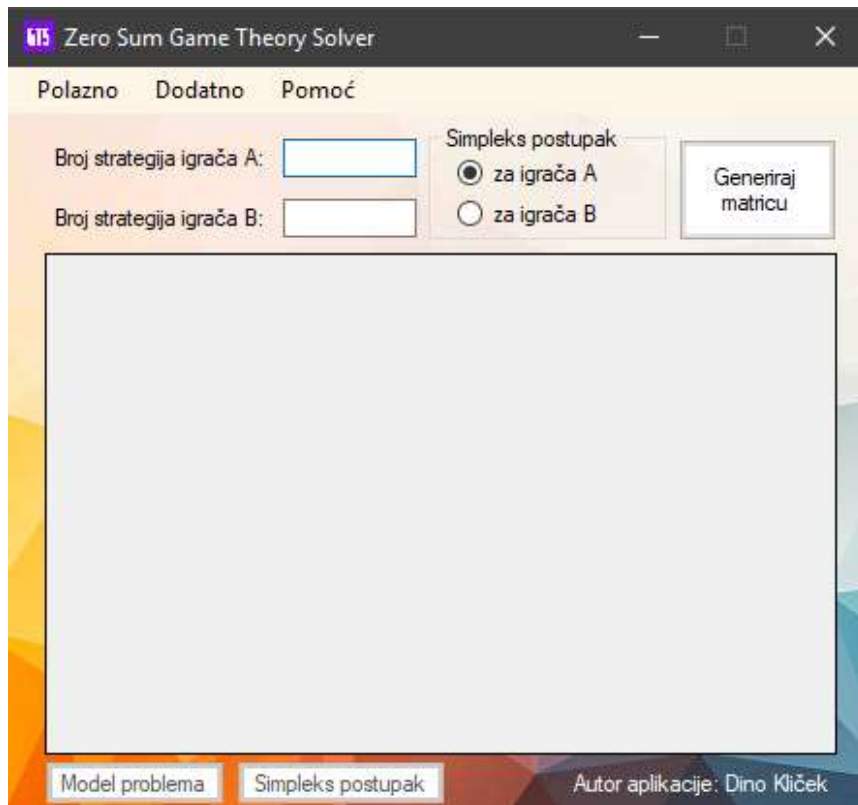 GTS Zero Sum Game Theory Solver
Polazno Dodatno Pomoć
Broj strategija igrača A:
Broj strategija igrača B:
Simpleks postupak
za igrača A
za igrača B
Generiraj
matricu
Model problema
Simpleks postupak
Autor aplikacije: Dino Kliček